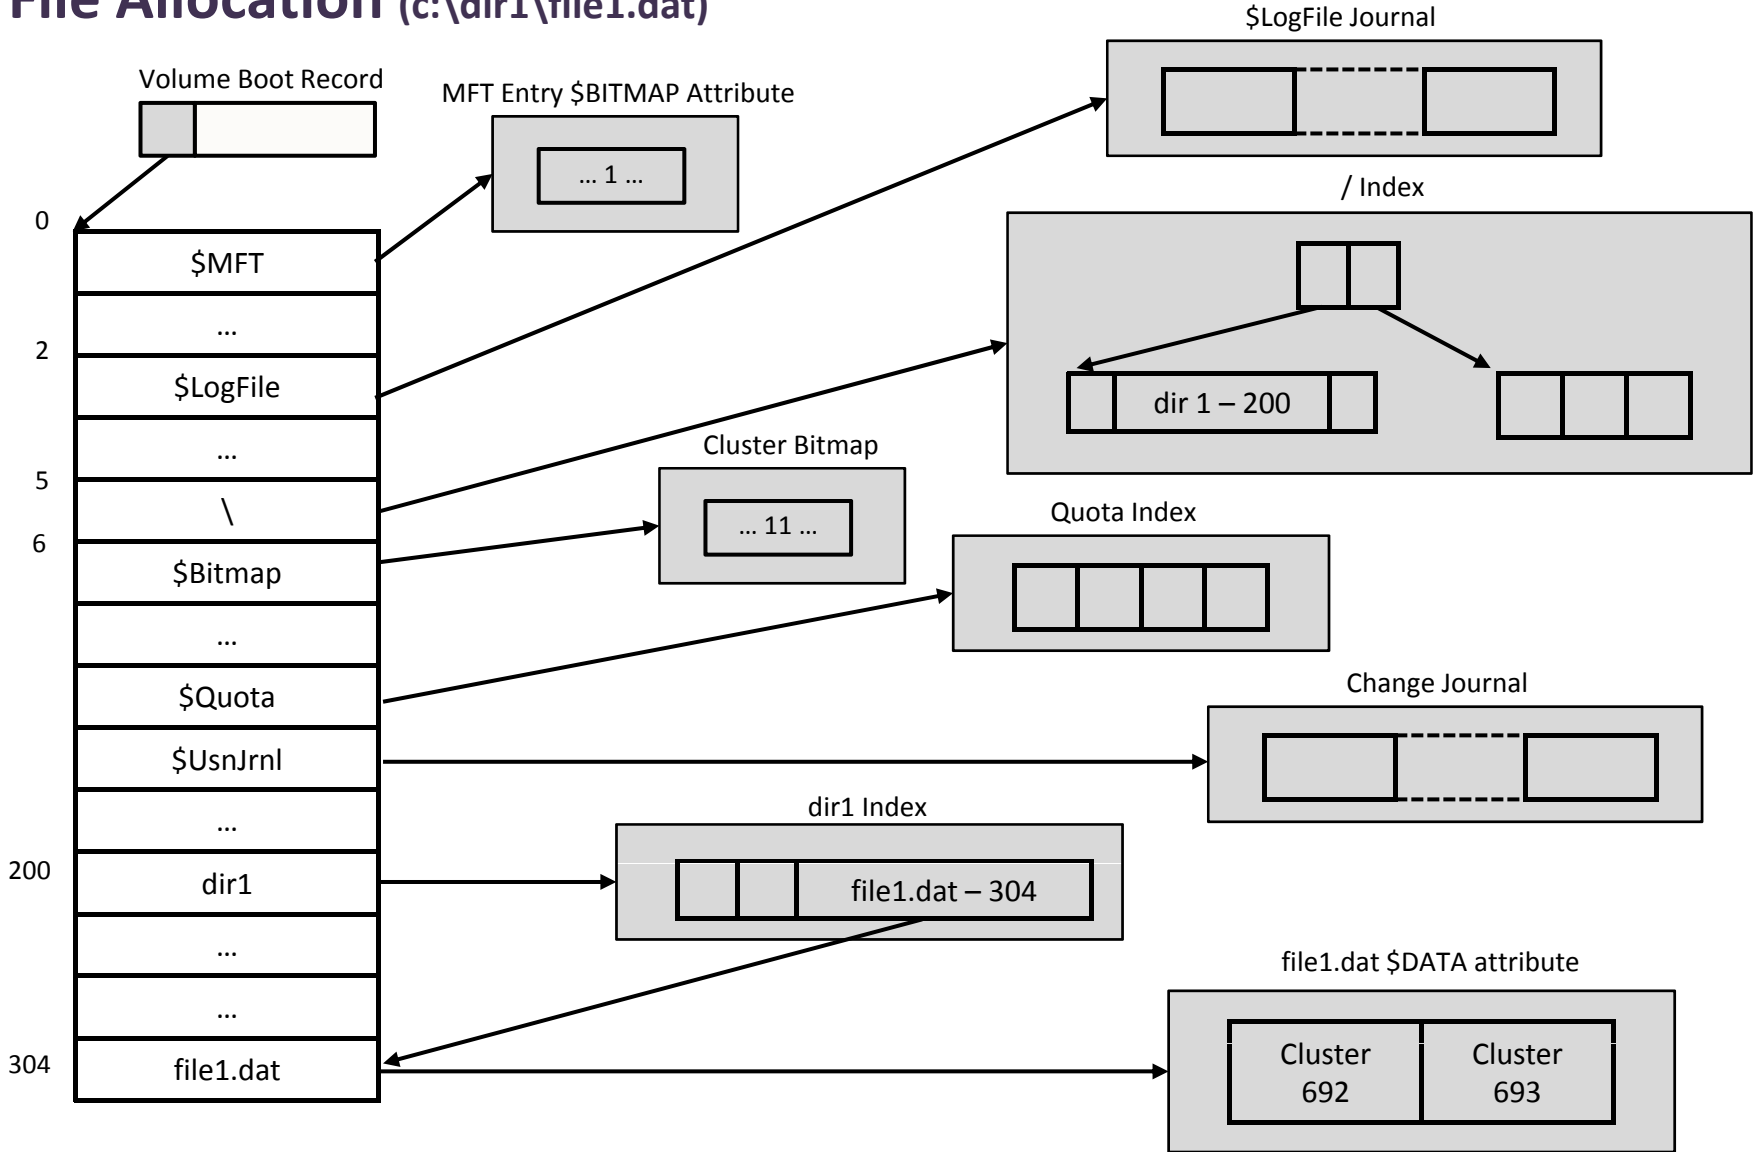 File Allocation (c:\dir1\file1.dat)
$LogFile Journal
Volume Boot Record
MFT Entry $BITMAP Attribute
… 1 …
/ Index
0
$MFT
…
2
$LogFile
dir 1 – 200
…
Cluster Bitmap
5
\
… 11 …
Quota Index
6
$Bitmap
…
$Quota
Change Journal
$UsnJrnl
…
dir1 Index
200
dir1
file1.dat – 304
…
file1.dat $DATA attribute
…
304
file1.dat
Cluster
692
Cluster
693